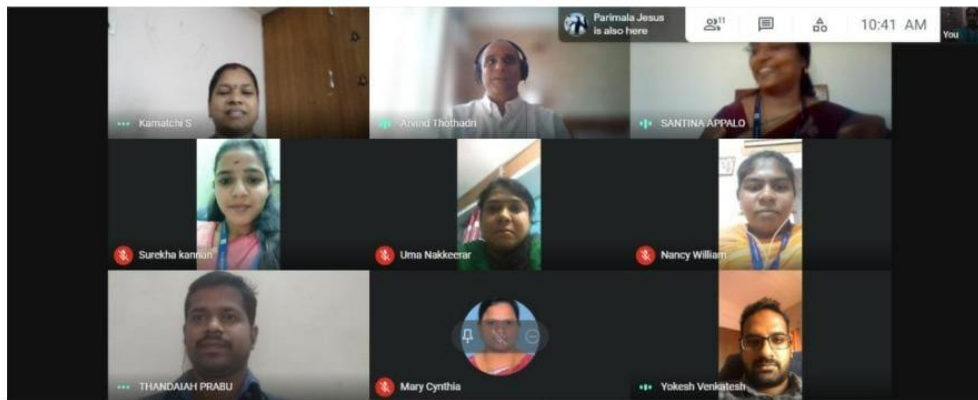 Parimala Jesus
is also here
11
10:41 AM
You
Kamatchi S
Arvind Thothadri
SANTINA APPALO
Surekha kannan
Uma Nakkeerar
Nancy William
THANDAIAH PRABU
Mary Cynthia
Yokesh Venkatesh